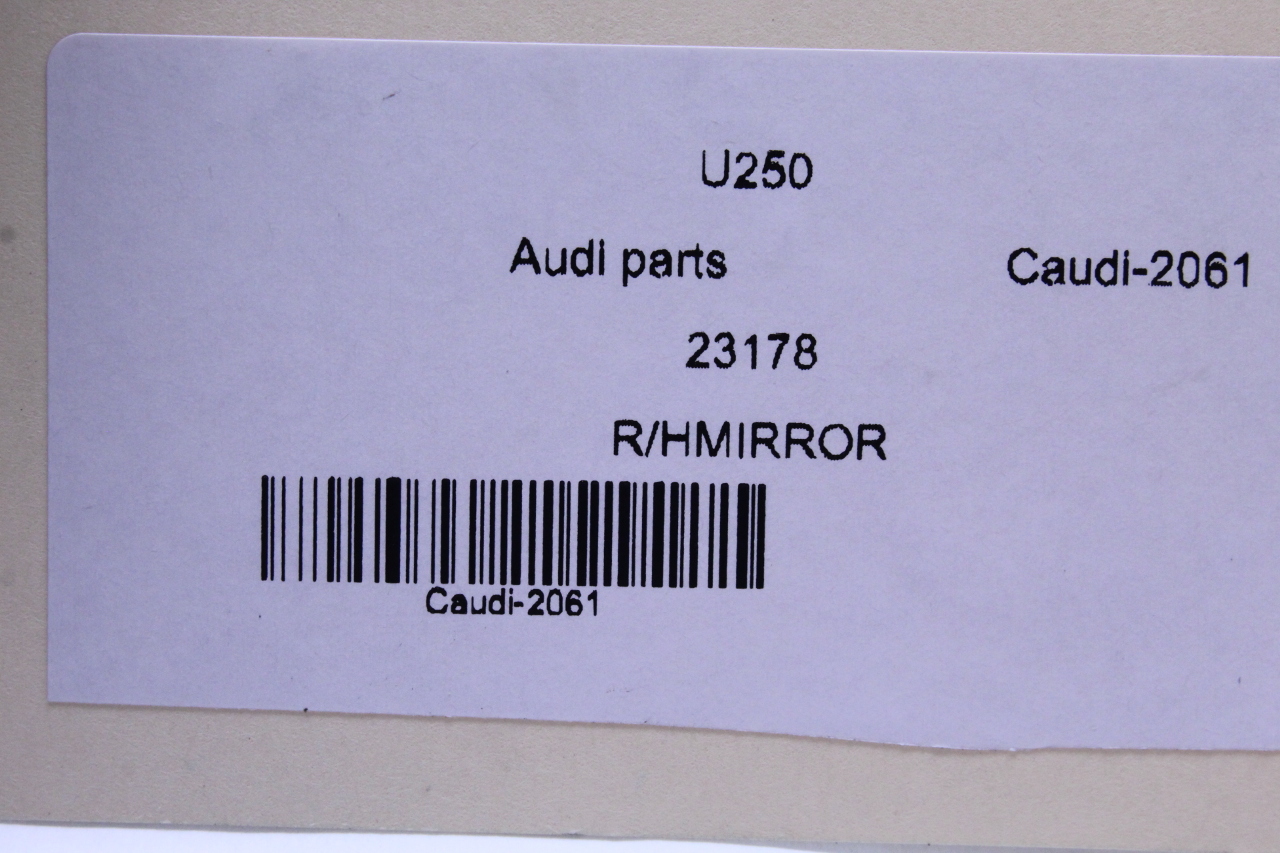 U250
Audi parts Caudi-2061
23178
R/HMIRROR
Caudi-2061